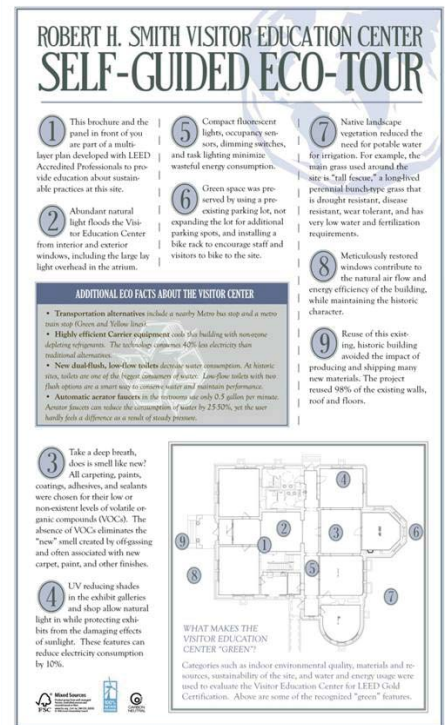 ROBERT H. SMITH VISITOR EDUCATION CENTER
SELF-GUIDED ECO-TOUR
1 This brochure and the
panel in front of you
are part of a multi-
layer plan developed with LEED
Accredited Professionals to pro-
vide education about sustain-
able practices at this site.
2 Abundant natural
light floods the Visi-
tor Education Center
from interior and exterior
windows, including the large lay
light overhead in the atrium.
5 Compact fluorescent
lights, occupancy sen-
sors, dimming switches,
and task lighting minimize
wasteful energy consumption.
6 Green space was pre-
served by using a pre-
existing parking lot, not
expanding the lot for additional
parking spots, and installing a
bike rack to encourage staff and
visitors to bike to the site.
7 Native landscape
vegetation reduced the
need for potable water
for irrigation. For example, the
main grass used around the
site is "tall fescue," a long-lived
perennial bunch-type grass that
is drought resistant, disease
resistant, wear tolerant, and has
very low water and fertilization
requirements.
8 Meticulously restored
windows contribute to
the natural air flow and
energy efficiency of the building,
while maintaining the historic
character.
9 Reuse of this exist-
ing, historic building
avoided the impact of
producing and shipping many
new materials. The project
reused 98% of the existing walls,
roof and floors.
ADDITIONAL ECO FACTS ABOUT THE VISITOR CENTER
• Transportation alternatives include a nearby Metro bus stop and a metro
train stop (Green and Yellow lines).
• Highly efficient Carrier equipment cools this building with non-ozone
depleting refrigerants. The technology consumes 40% less electricity than
traditional alternatives.
• New dual-flush, low-flow toilets decrease water consumption. At historic
sites, toilets are one of the biggest consumers of water. Low-flow toilets with two
flush options are a smart way to conserve water and maintain performance.
• Automatic aerator faucets in the restrooms use only 0.5 gallon per minute.
Aerator faucets can reduce the consumption of water by 25-50%, yet the user
hardly feels a difference as a result of steady pressure.
3 Take a deep breath,
does is smell like new?
All carpeting, paints,
coatings, adhesives, and sealants
were chosen for their low or
non-existent levels of volatile or-
ganic compounds (VOCs). The
absence of VOCs eliminates the
"new" smell created by off-gassing
and often associated with new
carpet, paint, and other finishes.
4 UV reducing shades
in the exhibit galleries
and shop allow natural
light in while protecting exhi-
bits from the damaging effects
of sunlight. These features can
reduce electricity consumption
by 10%.
4
2
3
6
9
1
5
8
7
WHAT MAKES THE
VISITOR EDUCATION
CENTER "GREEN"?
Categories such as indoor environmental quality, materials and re-
sources, sustainability of the site, and water and energy usage were
used to evaluate the Visitor Education Center for LEED Gold
Certification. Above are some of the recognized "green" features.
FSC
Mixed Sources
CARBON
NEUTRAL